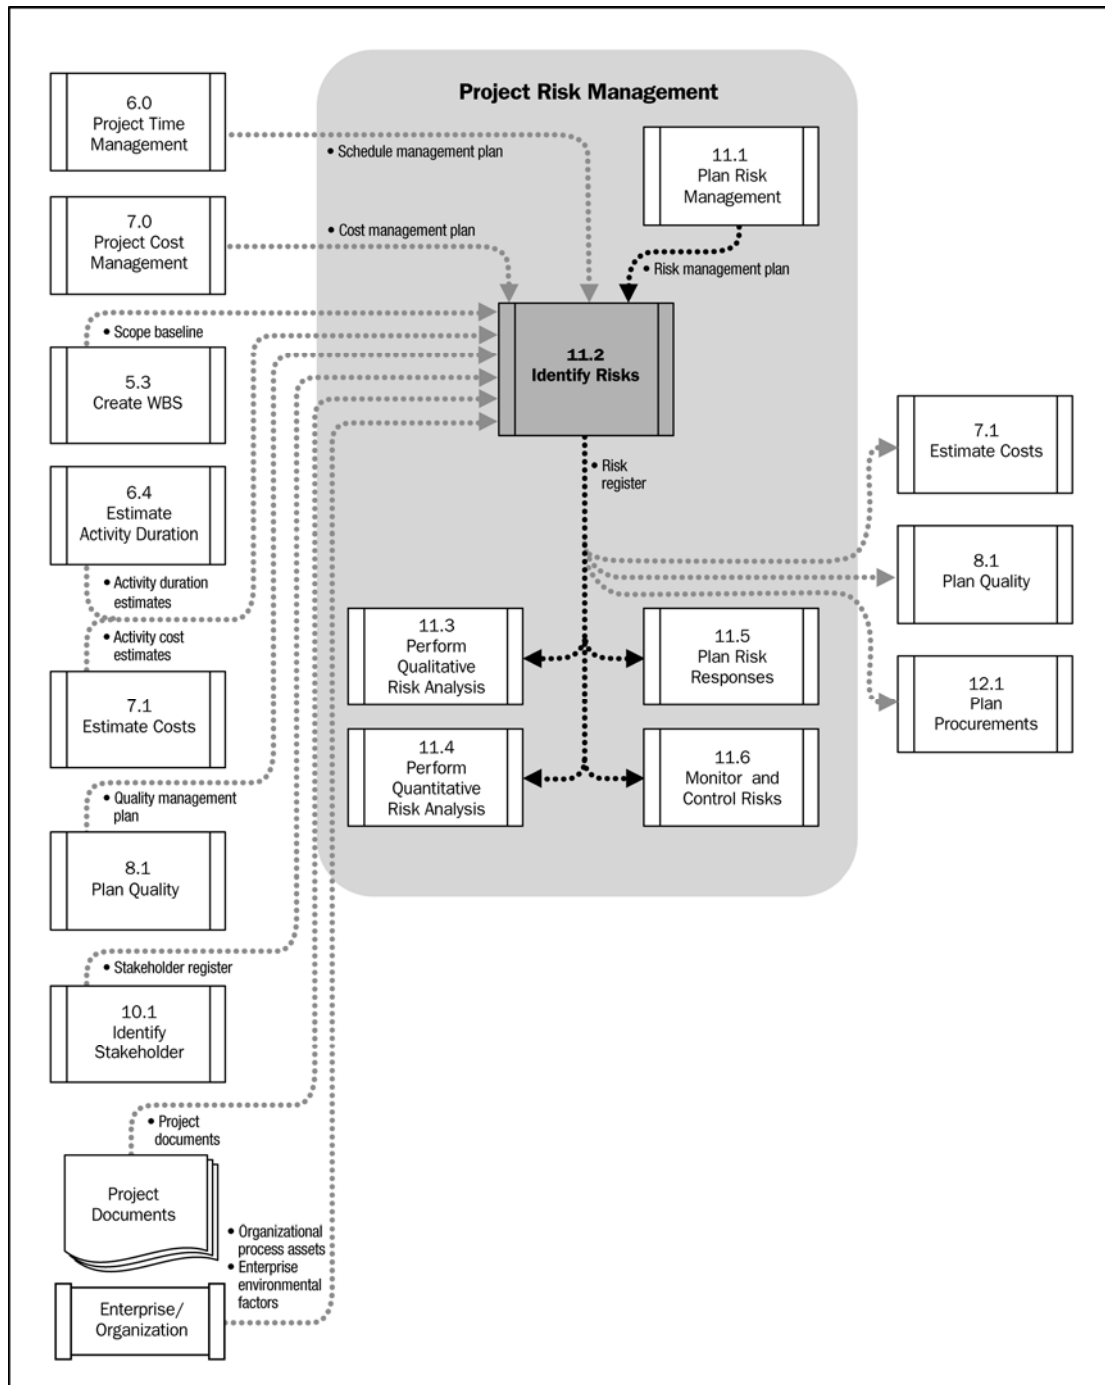 Project Risk Management
6.0
Project Time
Management
• Schedule management plan
11.1
Plan Risk
Management
7.0
Project Cost
Management
• Cost management plan
• Risk management plan
• Scope baseline
5.3
Create WBS
11.2
Identify Risks
6.4
Estimate
Activity Duration
• Risk
register
7.1
Estimate Costs
• Activity duration
estimates
8.1
Plan Quality
• Activity cost
estimates
7.1
Estimate Costs
11.3
Perform
Qualitative
Risk Analysis
11.5
Plan Risk
Responses
12.1
Plan
Procurements
11.4
Perform
Quantitative
Risk Analysis
11.6
Monitor and
Control Risks
• Quality management
plan
8.1
Plan Quality
• Stakeholder register
10.1
Identify
Stakeholder
• Project
documents
Project
Documents
• Organizational
process assets
• Enterprise
environmental
factors
Enterprise/
Organization